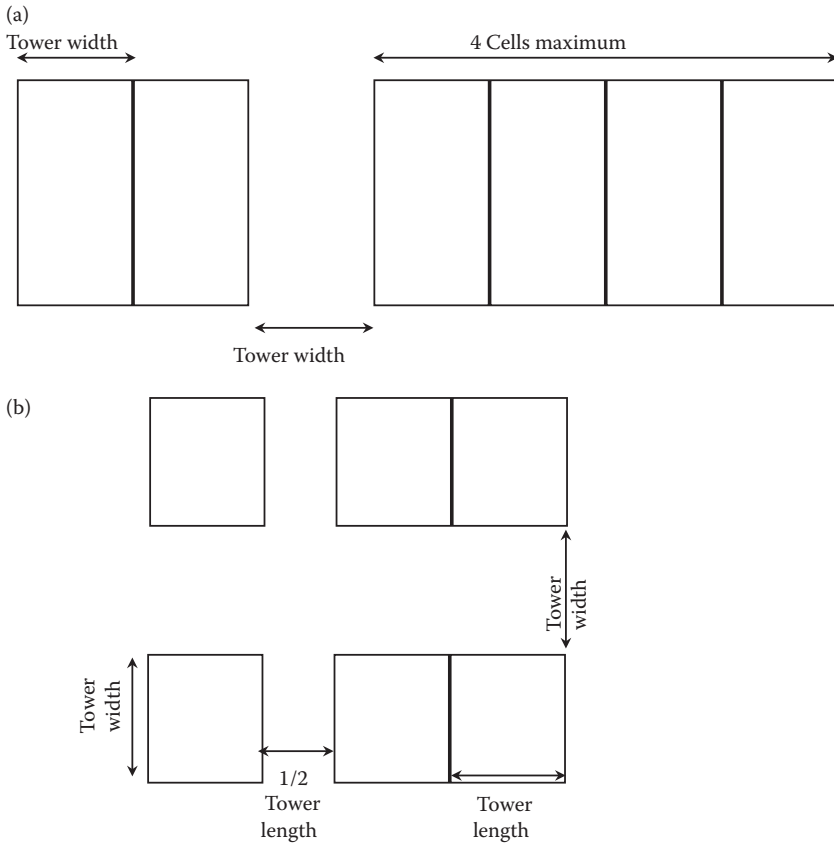 (a)
Tower width
4 Cells maximum
Tower width
(b)
Tower
width
Tower
width
1/2
Tower
length
Tower
length